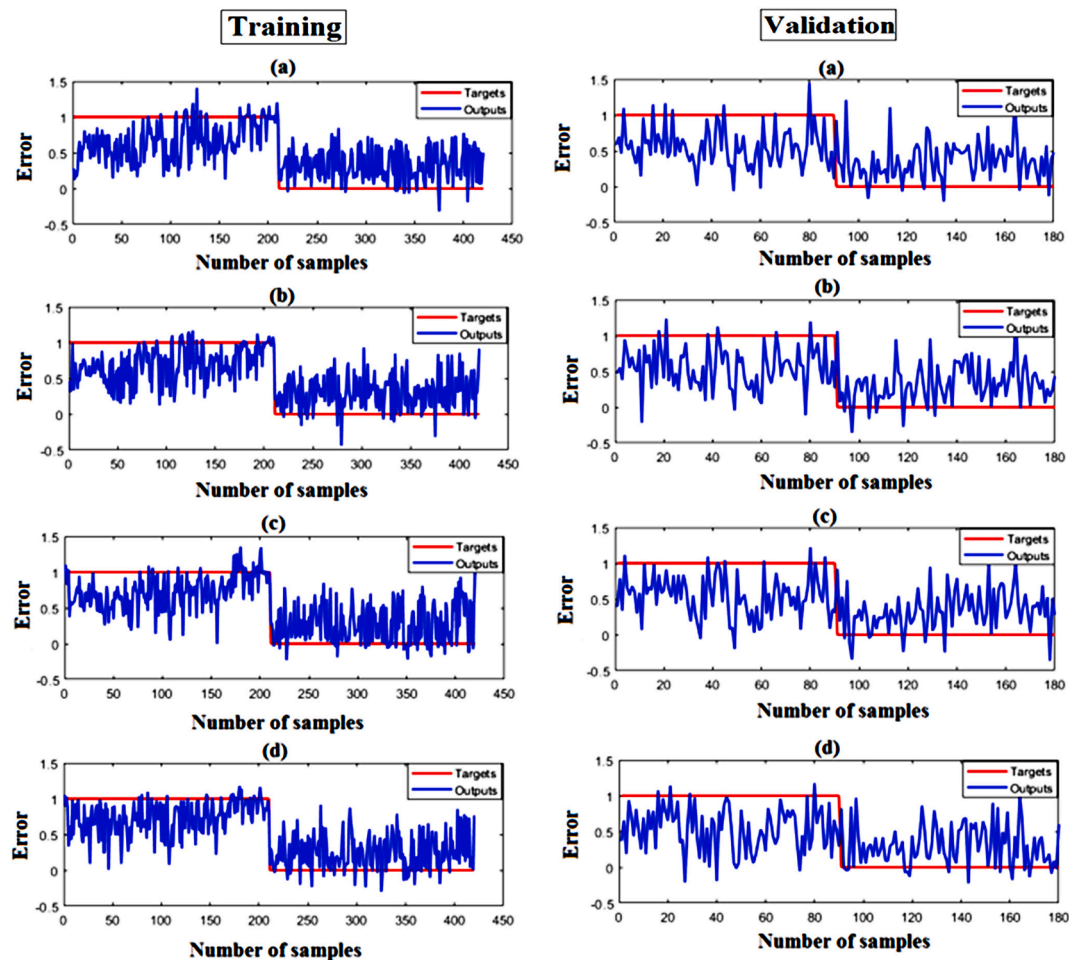 Training
Validation
(a)
1.5
1
0.5
0
-0.5
Error
Targets
Outputs
0 50 100 150 200 250 300 350 400 450
Number of samples
(a)
1.5
1
0.5
0
-0.5
Error
Targets
Outputs
0 20 40 60 80 100 120 140 160 180
Number of samples
(b)
1.5
1
0.5
0
-0.5
Error
Targets
Outputs
0 50 100 150 200 250 300 350 400 450
Number of samples
(b)
1.5
1
0.5
0
-0.5
Error
Targets
Outputs
0 20 40 60 80 100 120 140 160 180
Number of samples
(c)
1.5
1
0.5
0
-0.5
Error
Targets
Outputs
0 50 100 150 200 250 300 350 400 450
Number of samples
(c)
1.5
1
0.5
0
-0.5
Error
Targets
Outputs
0 20 40 60 80 100 120 140 160 180
Number of samples
(d)
1.5
1
0.5
0
-0.5
Error
Targets
Outputs
0 50 100 150 200 250 300 350 400 450
Number of samples
(d)
1.5
1
0.5
0
-0.5
Error
Targets
Outputs
0 20 40 60 80 100 120 140 160 180
Number of samples